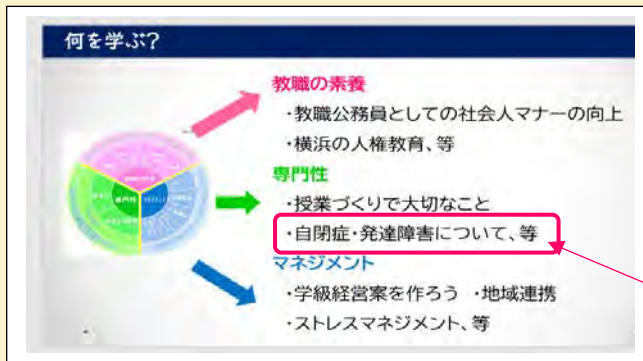 何を学ぶ?
教職の素養
・教職公務員としての社会人マナーの向上
・横浜の人権教育、等
専門性
・授業づくりで大切なこと
・自閉症・発達障害について、等
マネジメント
・学級経営案を作ろう ・地域連携
・ストレスマネジメント、等
専門性